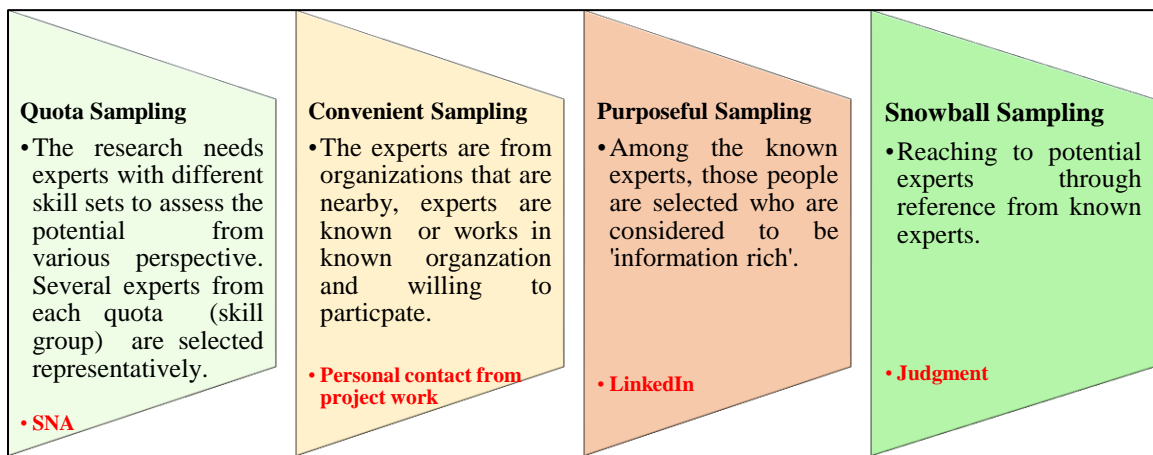 Quota Sampling
•The research needs
experts with different
skill sets to assess the
potential from
various perspective.
Several experts from
each quota (skill
group) are selected
representatively.
• SNA
Convenient Sampling
•The experts are from
organizations that are
nearby, experts are
known or works in
known organzation
and willing to
particpate.
• Personal contact from
project work
Purposeful Sampling
•Among the known
experts, those people
are selected who are
considered to be
'information rich'.
• LinkedIn
Snowball Sampling
•Reaching to potential
experts through
reference from known
experts.
• Judgment